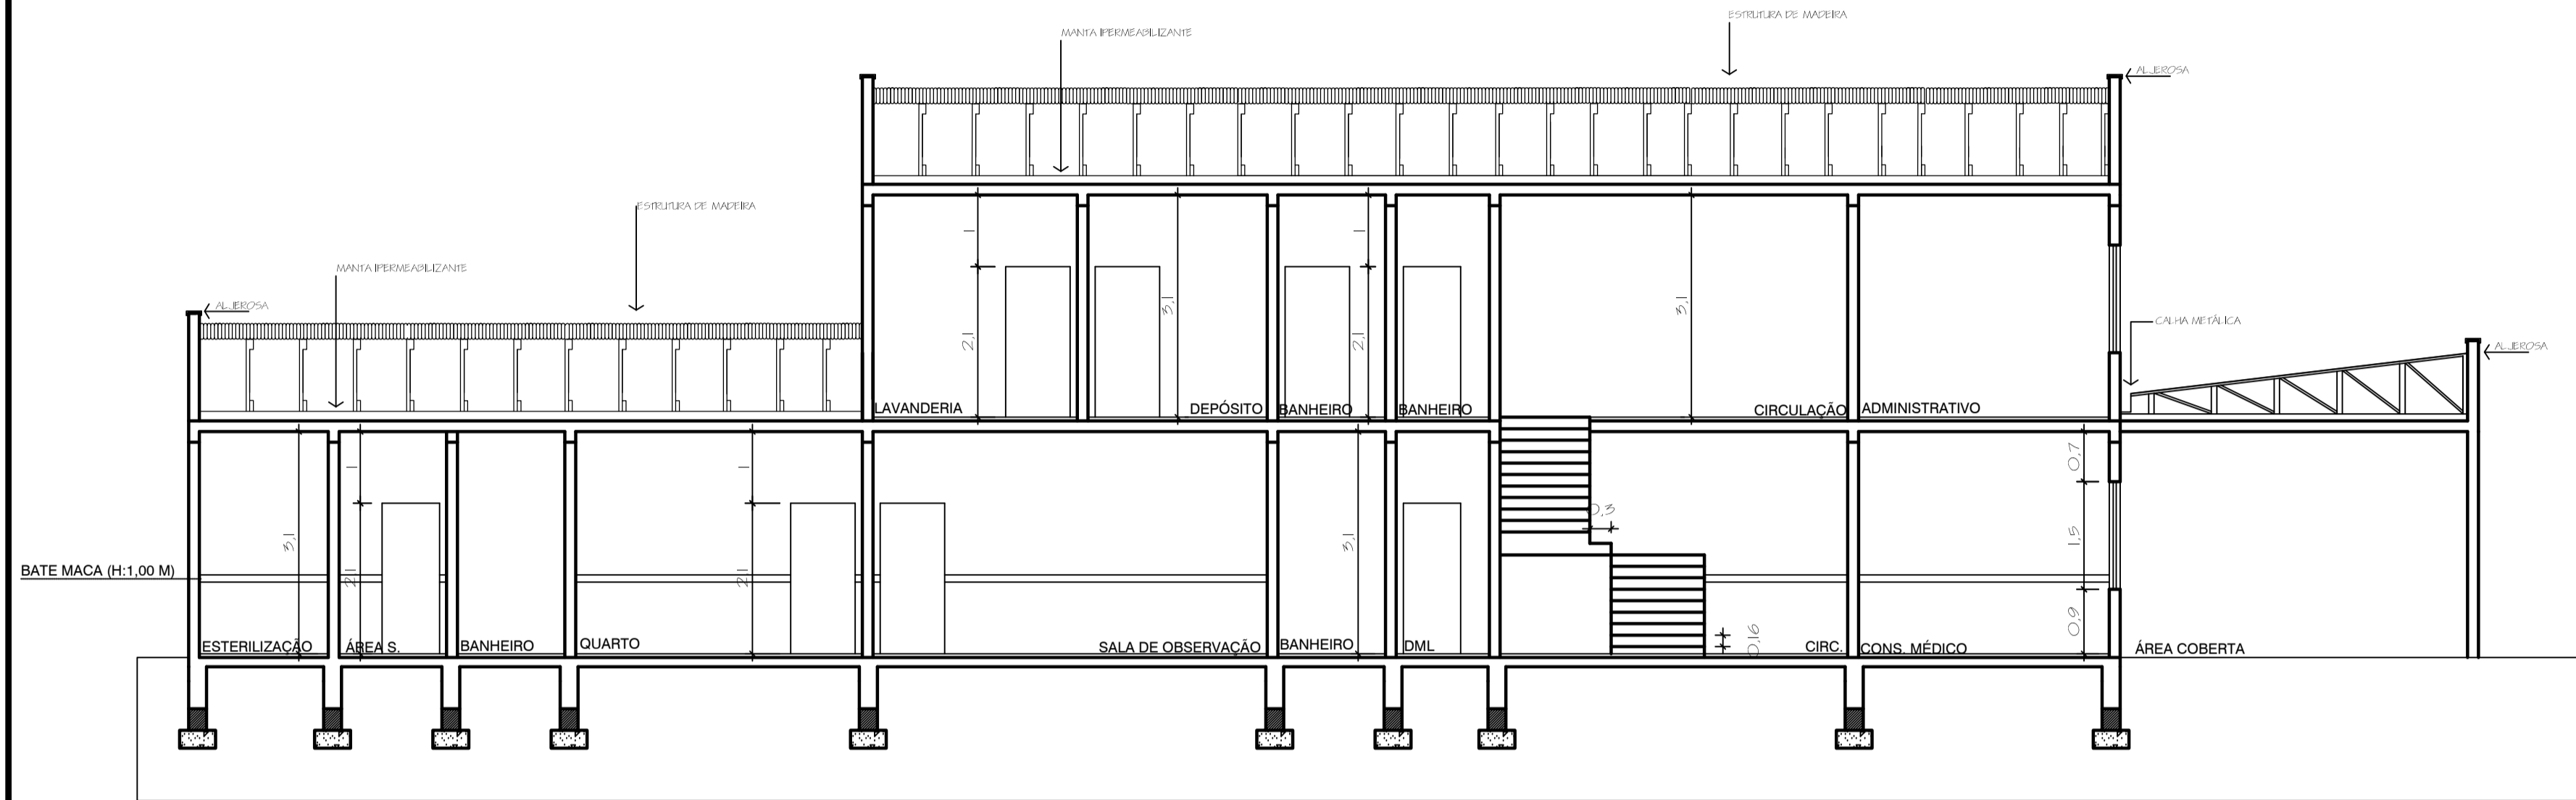 ESTRUTURA DE MADEIRA
MANTA IPERMEABILIZANTE
ALJEROSA
ESTRUTURA DE MADEIRA
MANTA IPERMEABILIZANTE
ALJEROSA
CALHA METÁLICA
ALJEROSA
1
2,1
3,1
1
2,1
3,1
LAVANDERIA
DEPÓSITO
BANHEIRO
BANHEIRO
CIRCULAÇÃO
ADMINISTRATIVO
3,1
1
2,1
1
2,1
3,1
0,3
0,16
0,7
1,5
0,9
BATE MACA (H:1,00 M)
ESTERILIZAÇÃO
ÁREA S.
BANHEIRO
QUARTO
SALA DE OBSERVAÇÃO
BANHEIRO
DML
CIRC.
CONS. MÉDICO
ÁREA COBERTA